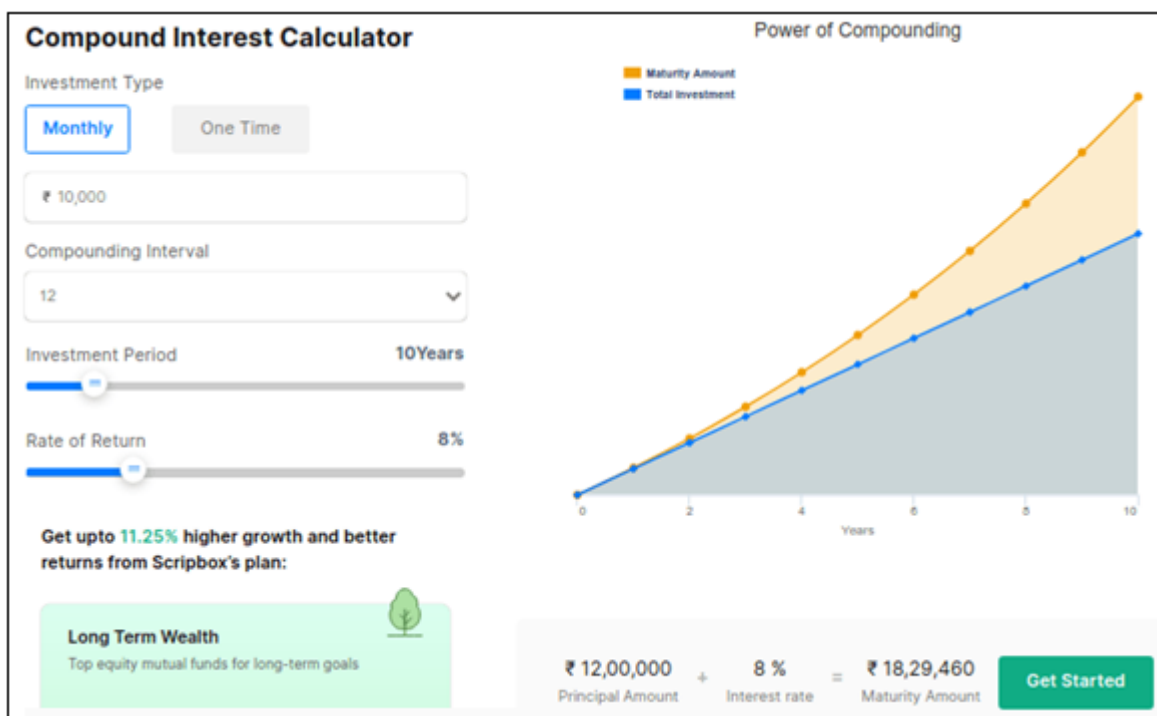 Compound Interest Calculator
Investment Type
Monthly
One Time
₹ 10,000
Compounding Interval
12
Investment Period
10Years
Rate of Return
8%
Get upto 11.25% higher growth and better
returns from Scripbox's plan:
Long Term Wealth
Top equity mutual funds for long-term goals
Power of Compounding
Maturity Amount
Total Investment
0 2 4 6 8 10
Years
₹ 12,00,000 + 8 % = ₹ 18,29,460
Principal Amount Interest rate Maturity Amount
Get Started